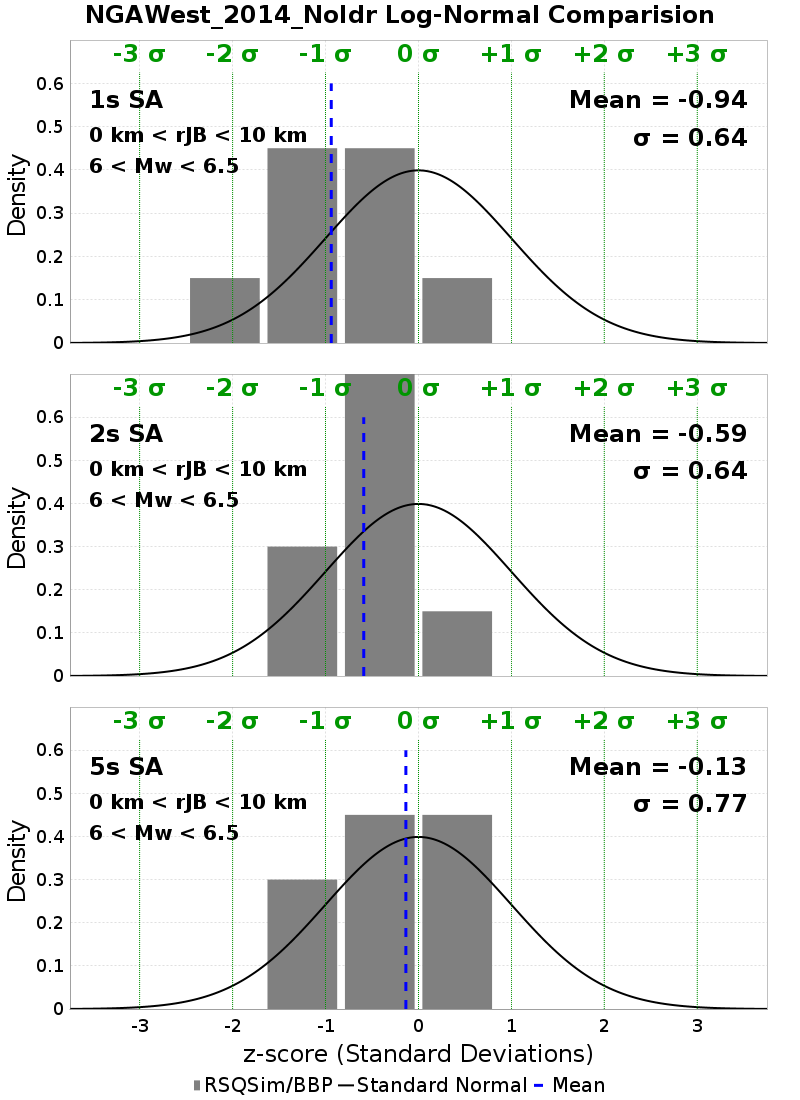 NGAWest_2014_NoIdr Log-Normal Comparision
-3 σ -2 σ -1 σ 0 σ +1 σ +2 σ +3 σ
1s SA
Mean = -0.94
0 km < rJB < 10 km
σ = 0.64
6 < Mw < 6.5
Density
0.6
0.5
0.4
0.3
0.2
0.1
0
-3 σ -2 σ -1 σ 0 σ +1 σ +2 σ +3 σ
2s SA
Mean = -0.59
0 km < rJB < 10 km
σ = 0.64
6 < Mw < 6.5
Density
0.6
0.5
0.4
0.3
0.2
0.1
0
-3 σ -2 σ -1 σ 0 σ +1 σ +2 σ +3 σ
5s SA
Mean = -0.13
0 km < rJB < 10 km
σ = 0.77
6 < Mw < 6.5
Density
0.6
0.5
0.4
0.3
0.2
0.1
0
-3 -2 -1 0 1 2 3
z-score (Standard Deviations)
RSQSim/BBP Standard Normal Mean